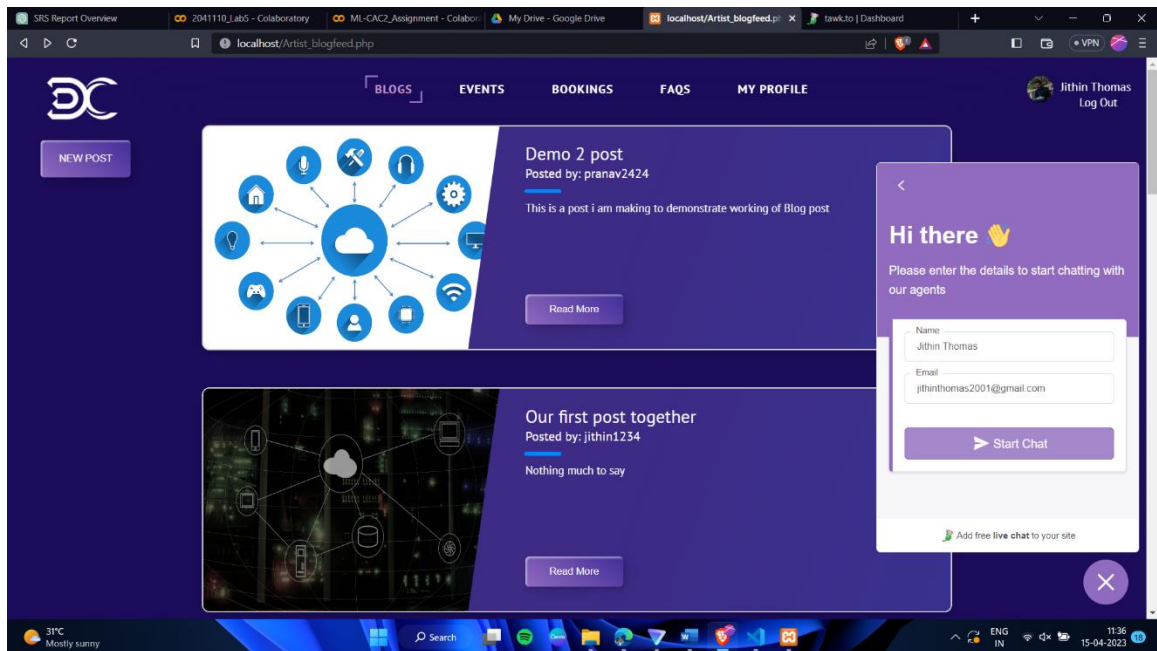 SRS Report Overview
2041110_Lab5 - Colaboratory
ML-CAC2_Assignment - Colabor
My Drive - Google Drive
localhost/Artist_blogfeed.p
tawk.to | Dashboard
localhost/Artist_blogfeed.php
VPN
BLOGS
EVENTS
BOOKINGS
FAQS
MY PROFILE
Jithin Thomas
Log Out
NEW POST
Demo 2 post
Posted by: pranav2424
This is a post i am making to demonstrate working of Blog post
Read More
Our first post together
Posted by: jithin1234
Nothing much to say
Read More
Hi there 👋
Please enter the details to start chatting with
our agents
Name
Jithin Thomas
Email
jithinthomas2001@gmail.com
Start Chat
Add free live chat to your site
31°C
Mostly sunny
Search
ENG
IN
11:36
15-04-2023
18